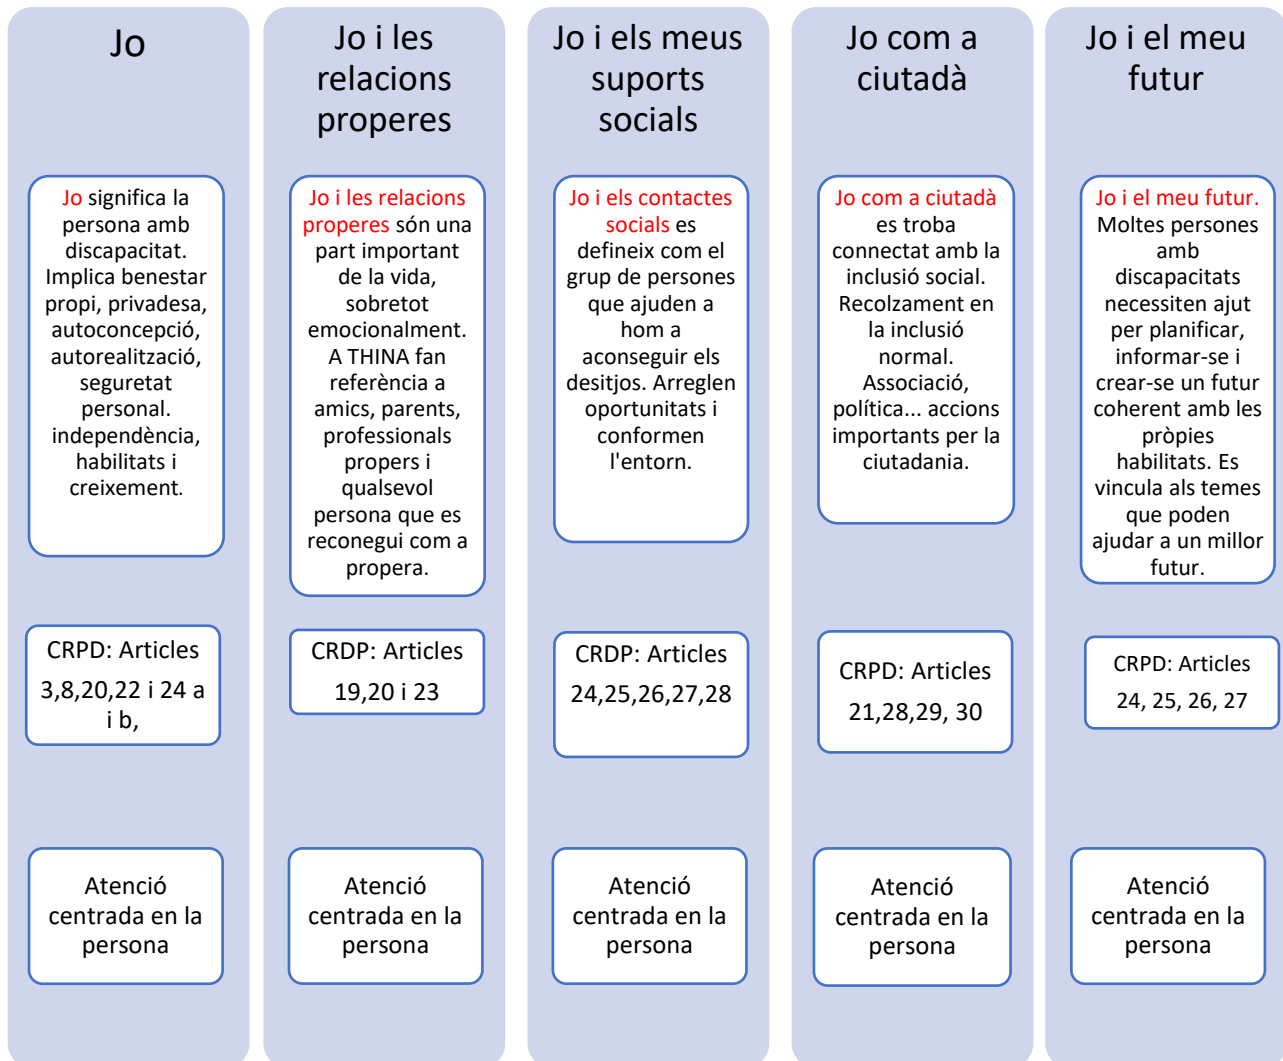 Jo
significa la
persona amb
discapacitat.
Implica benestar
propi, privadesa,
autoconcepció,
autorealització,
seguretat
personal.
independència,
habilitats i
creixement.
CRPD: Articles
3,8,20,22 i 24 a
i b,
Atenció
centrada en la
persona
Jo i les
relacions
properes
Jo i les relacions
properes són una
part important
de la vida,
sobretot
emocionalment.
A THINA fan
referència a
amics, parents,
professionals
propers i
qualsevol
persona que es
reconegui com a
propera.
CRDP: Articles
19,20 i 23
Atenció
centrada en la
persona
Jo i els meus
suports
socials
Jo i els contactes
socials es
defineix com el
grup de persones
que ajuden a
hom a
aconseguir els
desitjos. Arreglen
oportunitats i
conformen
l'entorn.
CRDP: Articles
24,25,26,27,28
Atenció
centrada en la
persona
Jo com a
ciutadà
Jo com a ciutadà
es troba
connectat amb la
inclusió social.
Recolzament en
la inclusió
normal.
Associació,
política... accions
importants per la
ciutadania.
CRPD: Articles
21,28,29, 30
Atenció
centrada en la
persona
Jo i el meu
futur
Jo i el meu futur.
Moltes persones
amb
discapacitats
necessiten ajut
per planificar,
informar-se i
crear-se un futur
coherent amb les
pròpies
habilitats. Es
vincula als temes
que poden
ajudar a un millor
futur.
CRPD: Articles
24, 25, 26, 27
Atenció
centrada en la
persona